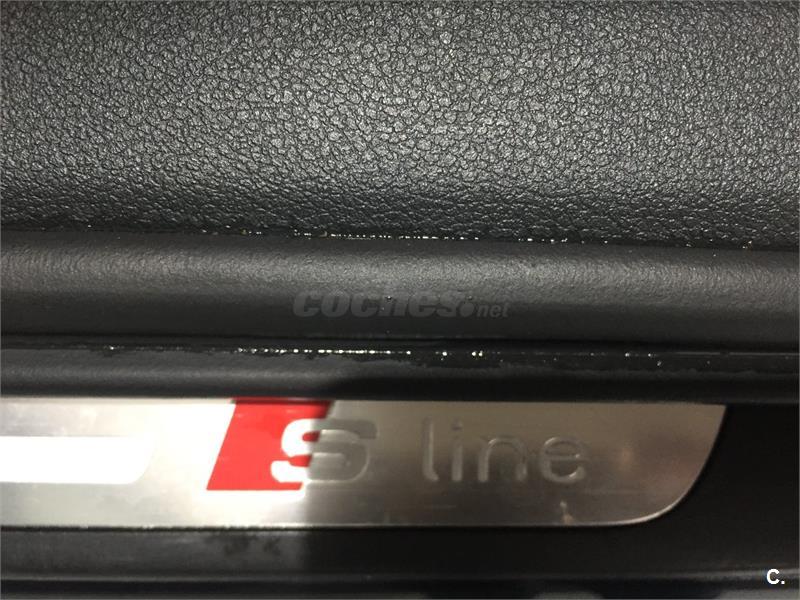 coches.net
S line
C.